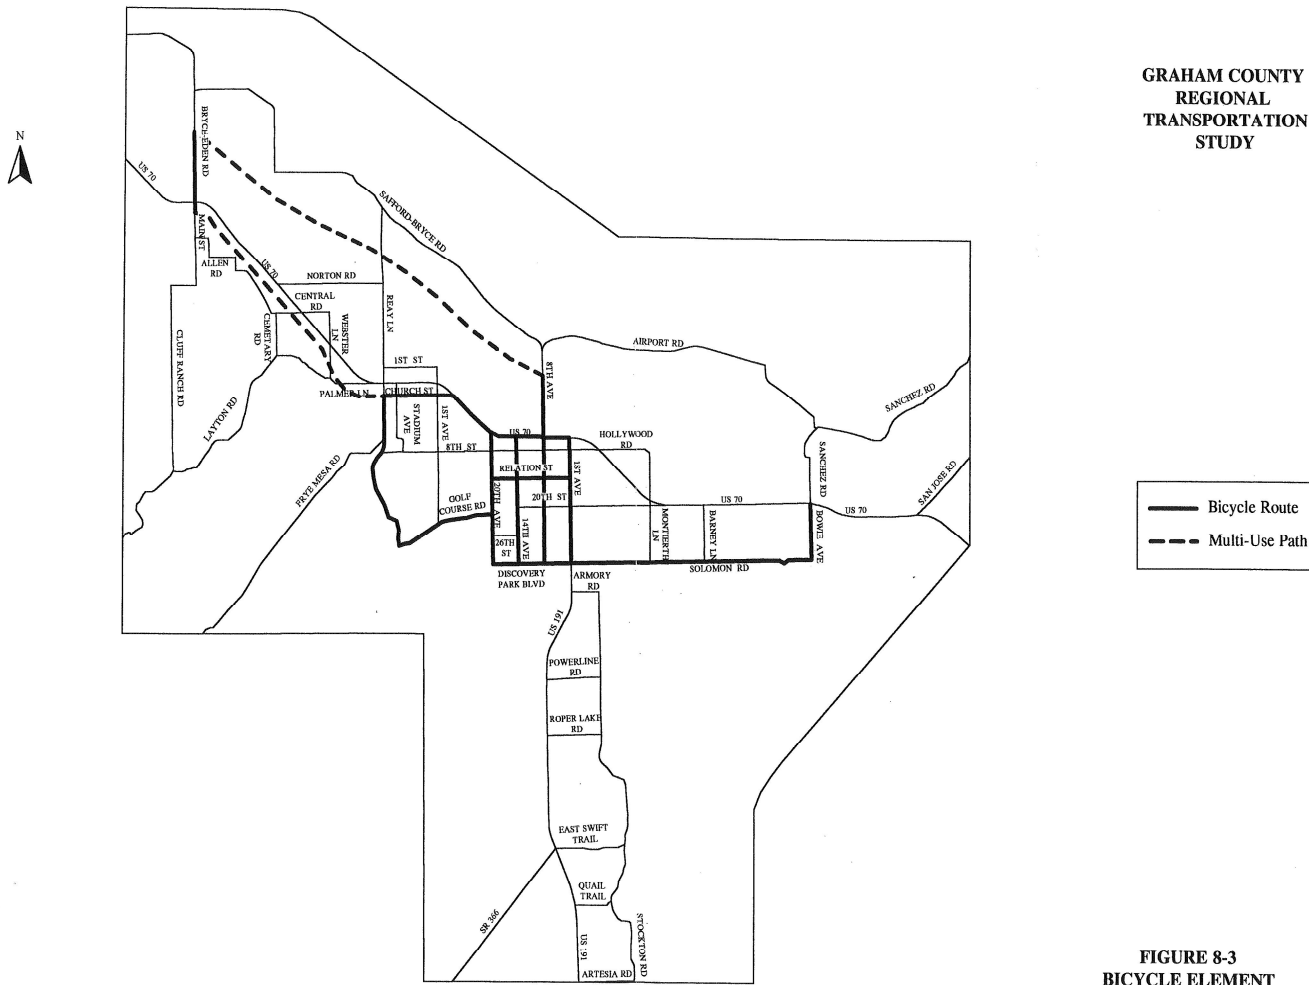 GRAHAM COUNTY
REGIONAL
TRANSPORTATION
STUDY
N
BRYCE-EDEN RD
US 70
SAFFORD-BRYCE RD
MAIN ST
ALLEN
RD
US 70
NORTON RD
CENTRAL
RD
REAY LN
CEMETARY
RD
WEBSTER
LN
CLUFF RANCH RD
1ST ST
AIRPORT RD
8TH AVE
PALMER LN
CHURCH ST
SANCHEZ RD
LAYTON RD
STADIUM
AVE
1ST AVE
US 70
HOLLYWOOD
RD
8TH ST
SANCHEZ RD
FRYE MESA RD
RELATION ST
1ST AVE
SAN JOSE RD
GOLF
COURSE RD
20TH AVE
20TH ST
US 70
US 70
14TH AVE
MONTIERTH
LN
BARNEY LN
BOWIE AVE
26TH
ST
SOLOMON RD
DISCOVERY
PARK BLVD
ARMORY
RD
Bicycle Route
Multi-Use Path
US 191
POWERLINE
RD
ROPER LAKE
RD
EAST SWIFT
TRAIL
QUAIL
TRAIL
SR 366
STOCKTON RD
US 191
ARTESIA RD
FIGURE 8-3
BICYCLE ELEMENT